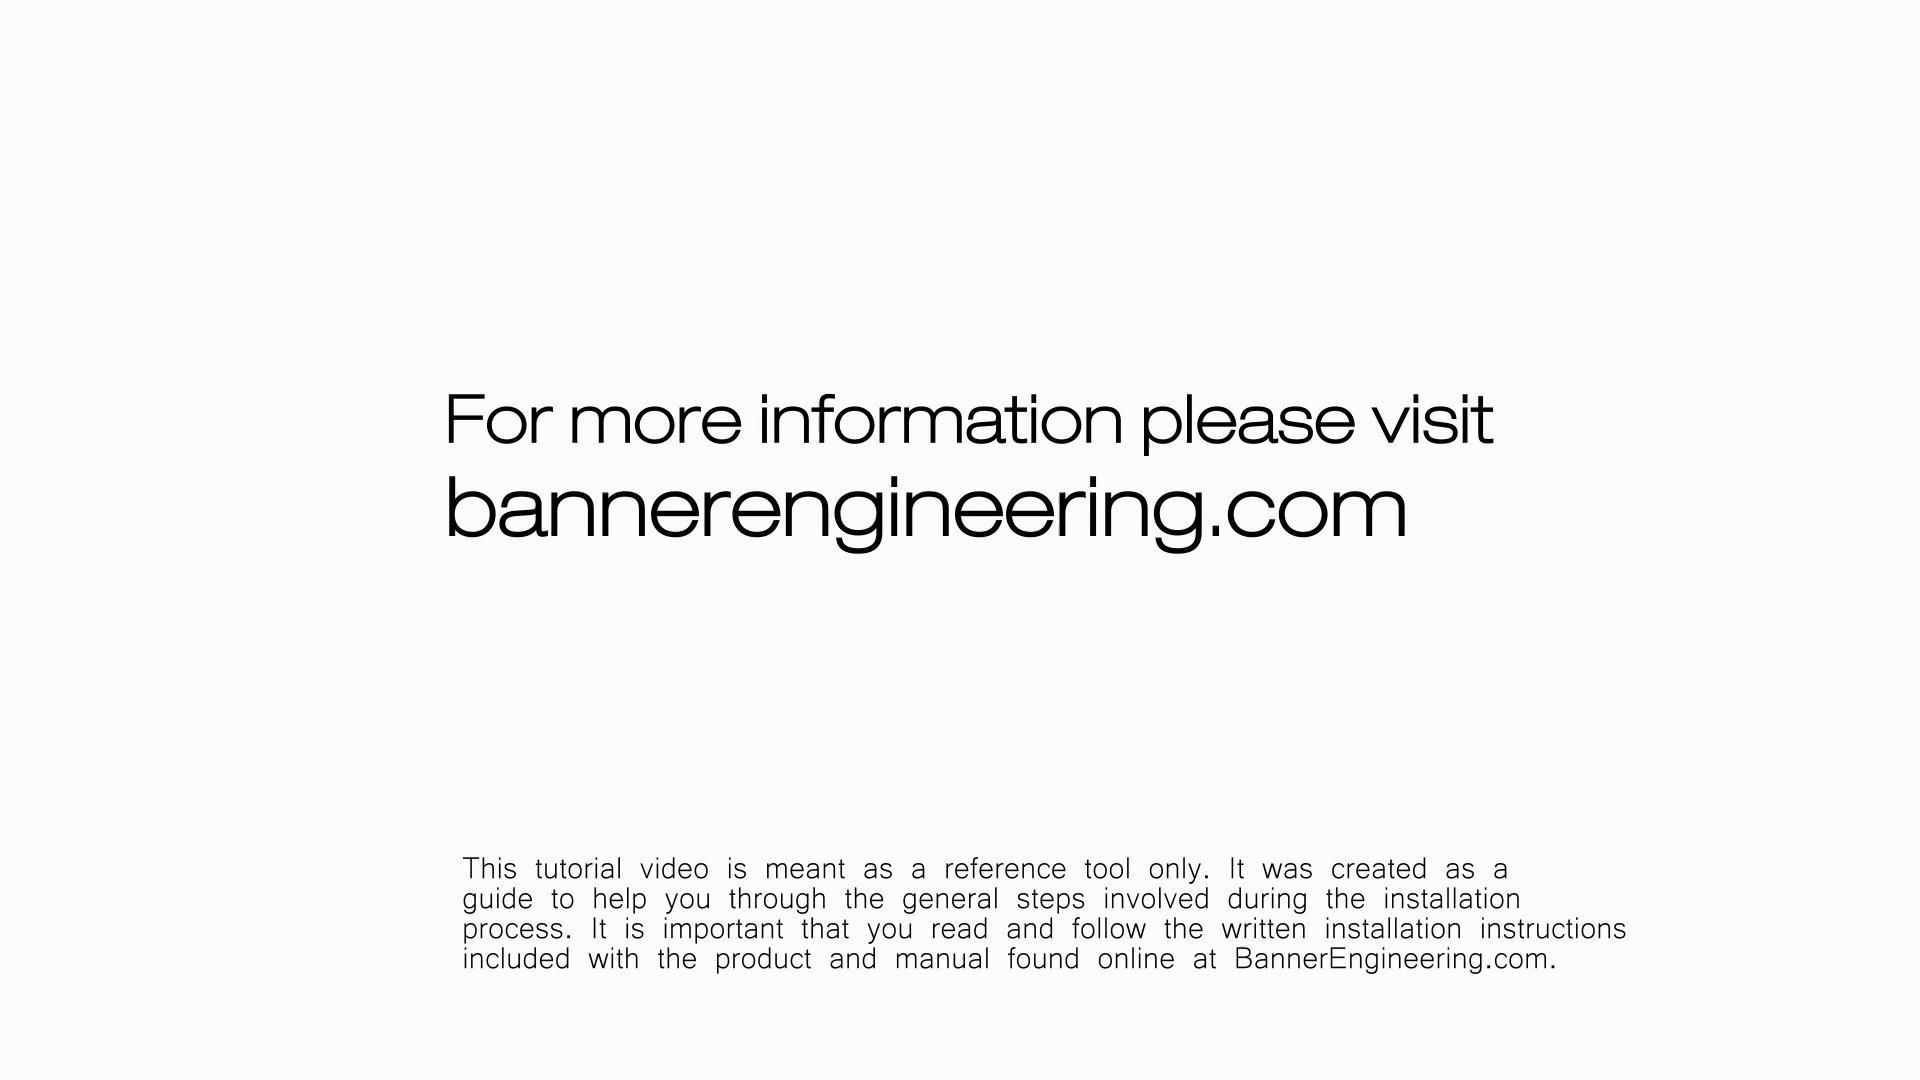 For more information please visit
bannerengineering.com
This tutorial video is meant as a reference tool only. It was created as a
guide to help you through the general steps involved during the installation
process. It is important that you read and follow the written installation instructions
included with the product and manual found online at BannerEngineering.com.